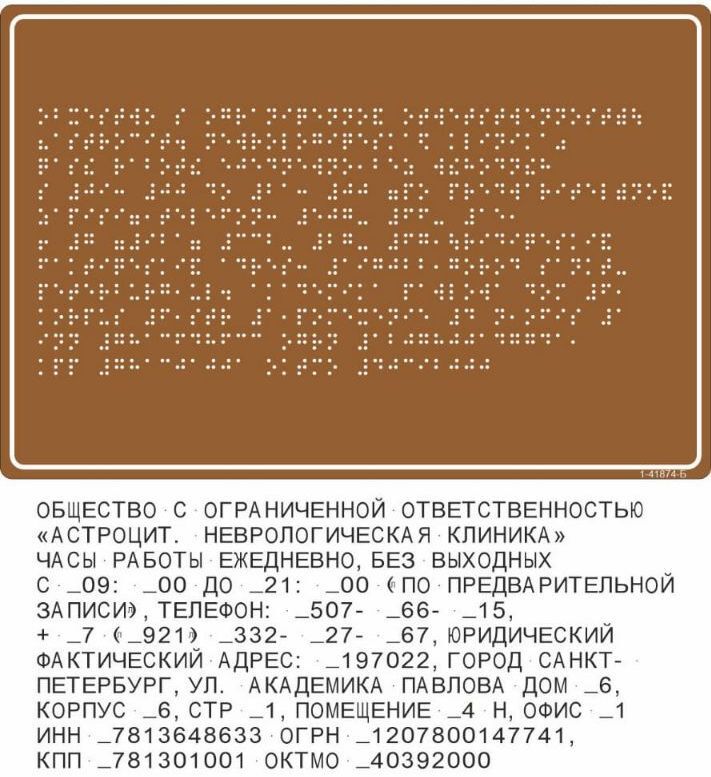 1-41874-Б
ОБЩЕСТВО С ОГРАНИЧЕННОЙ ОТВЕТСТВЕННОСТЬЮ
«АСТРОЦИТ. НЕВРОЛОГИЧЕСКАЯ КЛИНИКА»
ЧАСЫ РАБОТЫ ЕЖЕДНЕВНО, БЕЗ ВЫХОДНЫХ
С _09: _00 ДО _21: _00 (ПО ПРЕДВАРИТЕЛЬНОЙ
ЗАПИСИ), ТЕЛЕФОН: _507- _66- _15,
+ _7 (_921) _332- _27- _67, ЮРИДИЧЕСКИЙ
ФАКТИЧЕСКИЙ АДРЕС: _197022, ГОРОД САНКТ-
ПЕТЕРБУРГ, УЛ. АКАДЕМИКА ПАВЛОВА ДОМ _6,
КОРПУС _6, СТР _1, ПОМЕЩЕНИЕ _4 Н, ОФИС _1
ИНН _7813648633 ОГРН _1207800147741,
КПП _781301001 ОКТМО _40392000